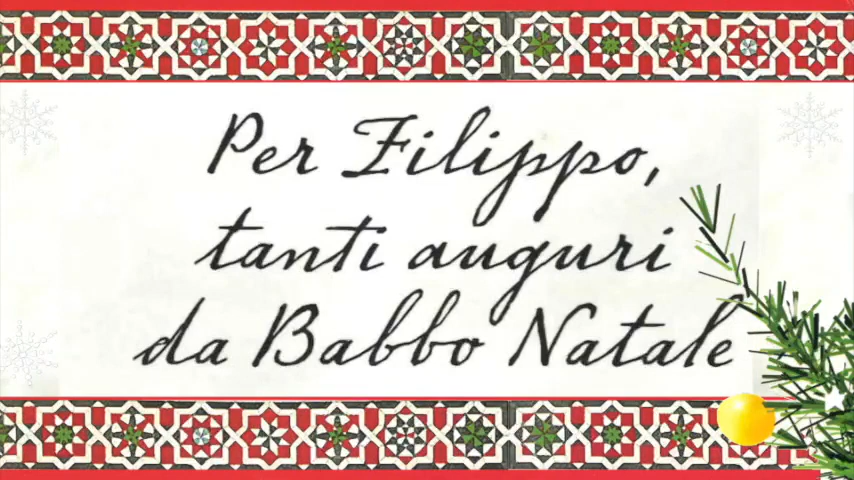 Per Filippo,
tanti auguri
da Babbo Natale